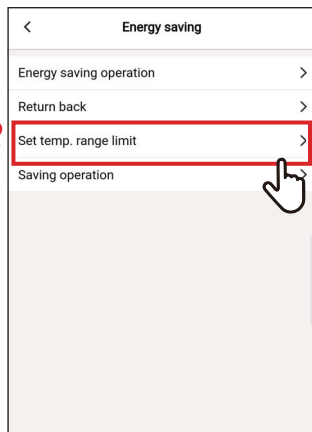 Energy saving
Energy saving operation
Return back
Set temp. range limit
Saving operation